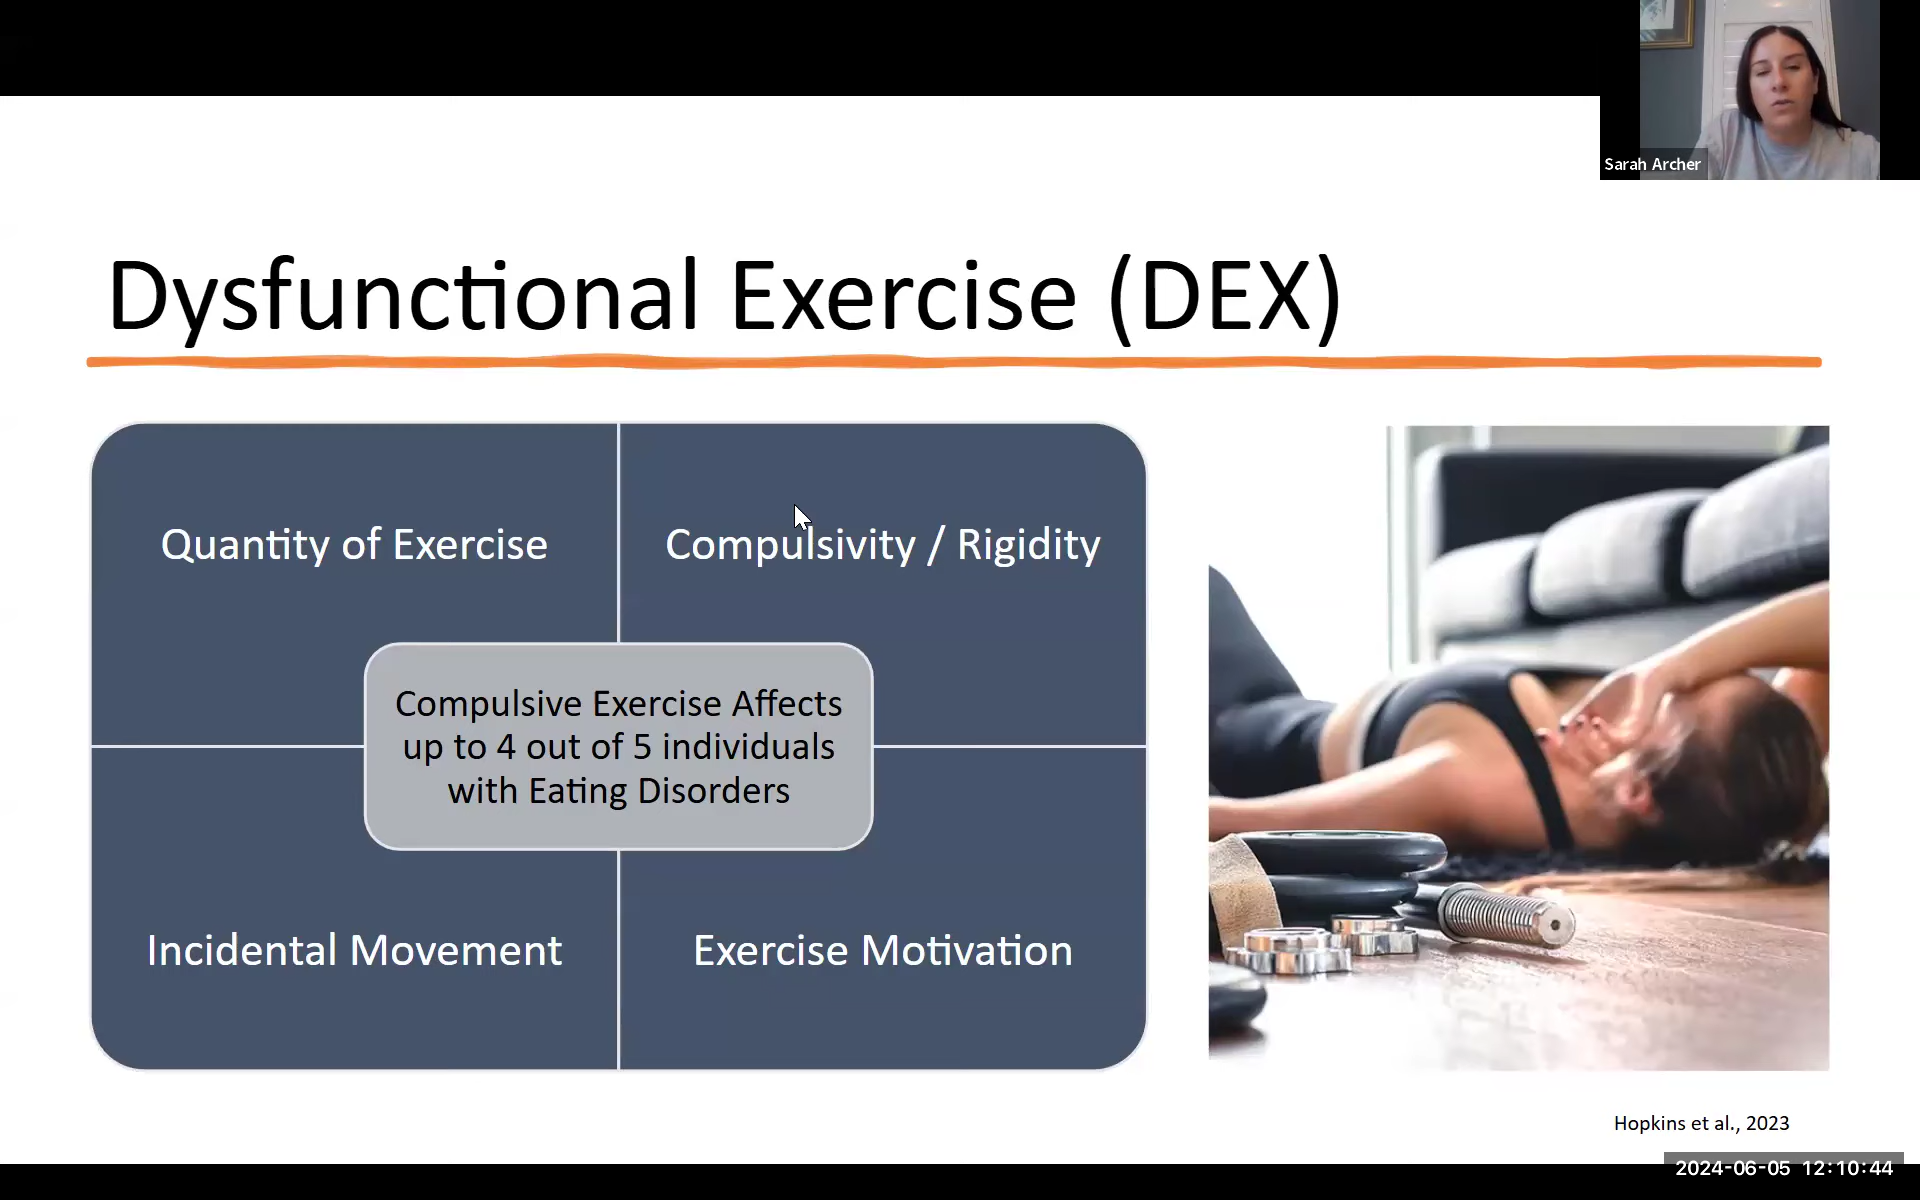 Sarah Archer
Dysfunctional Exercise (DEX)
Quantity of Exercise
Compulsivity / Rigidity
Compulsive Exercise Affects
up to 4 out of 5 individuals
with Eating Disorders
Incidental Movement
Exercise Motivation
Hopkins et al., 2023
2024-06-05 12:10:44